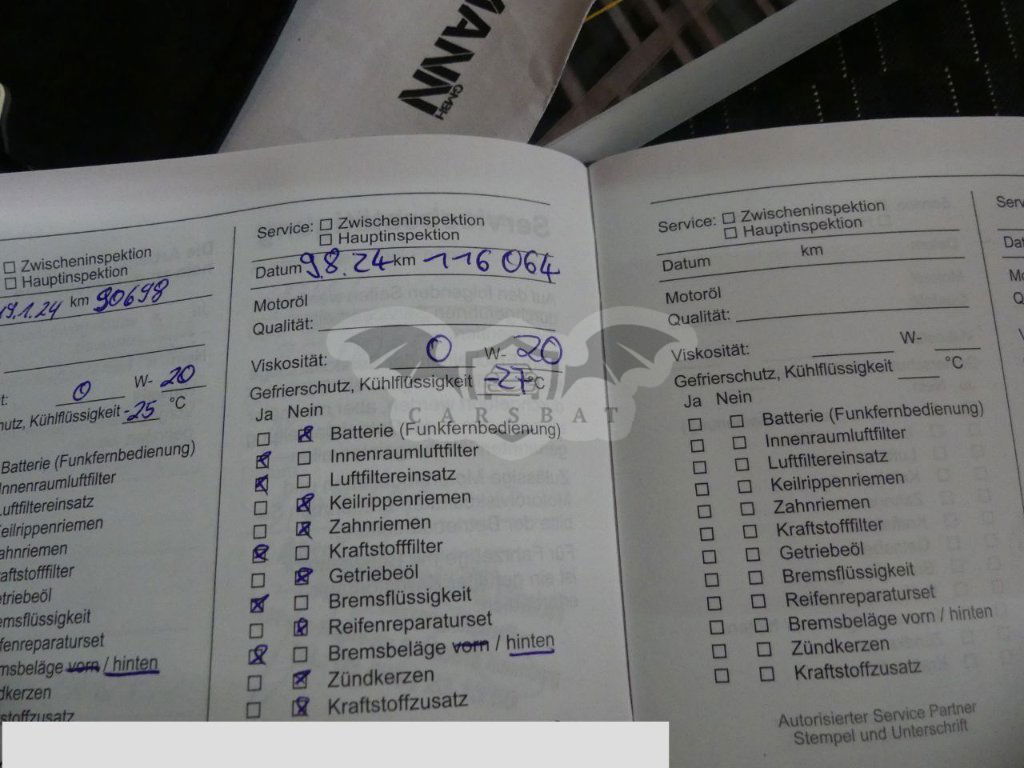 MANN
GMBH
Zwischeninspektion
Hauptinspektion
19.1.24 km 90698
0 W- 20
Kühlflüssigkeit -25 °C
Batterie (Funkfernbedienung)
Innenraumluftfilter
Luftfiltereinsatz
Keilrippenriemen
Zahnriemen
Kraftstofffilter
Getriebeöl
Bremsflüssigkeit
Reifenreparaturset
Bremsbeläge vorn / hinten
Zündkerzen
Kraftstoffzusatz
Service: Zwischeninspektion
Hauptinspektion
Datum 9 8.24 km 116 064
Motoröl
Qualität:
Viskosität: 0 W- 20
Gefrierschutz, Kühlflüssigkeit -27 °C
CARSBAT
Ja Nein
Batterie (Funkfernbedienung)
Innenraumluftfilter
Luftfiltereinsatz
Keilrippenriemen
Zahnriemen
Kraftstofffilter
Getriebeöl
Bremsflüssigkeit
Reifenreparaturset
Bremsbeläge vorn / hinten
Zündkerzen
Kraftstoffzusatz
Service: Zwischeninspektion
Hauptinspektion
Datum km
Motoröl
Qualität:
Viskosität: W-
Gefrierschutz, Kühlflüssigkeit °C
Ja Nein
Batterie (Funkfernbedienung)
Innenraumluftfilter
Luftfiltereinsatz
Keilrippenriemen
Zahnriemen
Kraftstofffilter
Getriebeöl
Bremsflüssigkeit
Reifenreparaturset
Bremsbeläge vorn / hinten
Zündkerzen
Kraftstoffzusatz
Autorisierter Service Partner
Stempel und Unterschrift